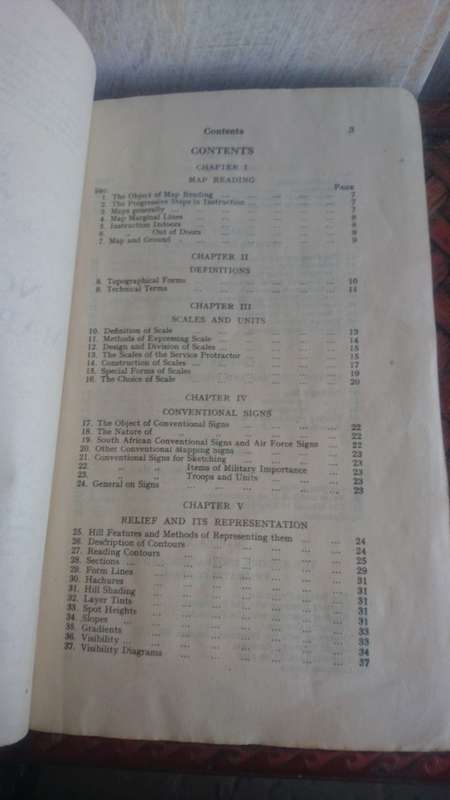 Contents 3
CONTENTS
CHAPTER I
MAP READING
Sec. PAGE
1. The Object of Map Reading ... 7
2. The Progressive Steps in Instruction ... 7
3. Maps generally ... 7
4. Map Marginal Lines ... 8
5. Instruction Indoors ... 8
6. „ Out of Doors ... 8
7. Map and Ground ... 9
CHAPTER II
DEFINITIONS
8. Topographical Forms ... 10
9. Technical Terms ... 11
CHAPTER III
SCALES AND UNITS
10. Definition of Scale ... 13
11. Methods of Expressing Scale ... 14
12. Design and Division of Scales ... 15
13. The Scales of the Service Protractor ... 15
14. Construction of Scales ... 17
15. Special Forms of Scales ... 19
16. The Choice of Scale ... 20
CHAPTER IV
CONVENTIONAL SIGNS
17. The Object of Conventional Signs ... 22
18. The Nature of „ „ ... 22
19. South African Conventional Signs and Air Force Signs ... 22
20. Other Conventional Mapping Signs ... 23
21. Conventional Signs for Sketching ... 23
22. „ „ Items of Military Importance 23
23. „ „ Troops and Units ... 23
24. General on Signs ... 23
CHAPTER V
RELIEF AND ITS REPRESENTATION
25. Hill Features and Methods of Representing them ... 24
26. Description of Contours ... 24
27. Reading Contours ... 25
28. Sections ... 29
29. Form Lines ... 31
30. Hachures ... 31
31. Hill Shading ... 31
32. Layer Tints ... 31
33. Spot Heights ... 31
34. Slopes ... 33
35. Gradients ... 33
36. Visibility ... 34
37. Visibility Diagrams ... 37